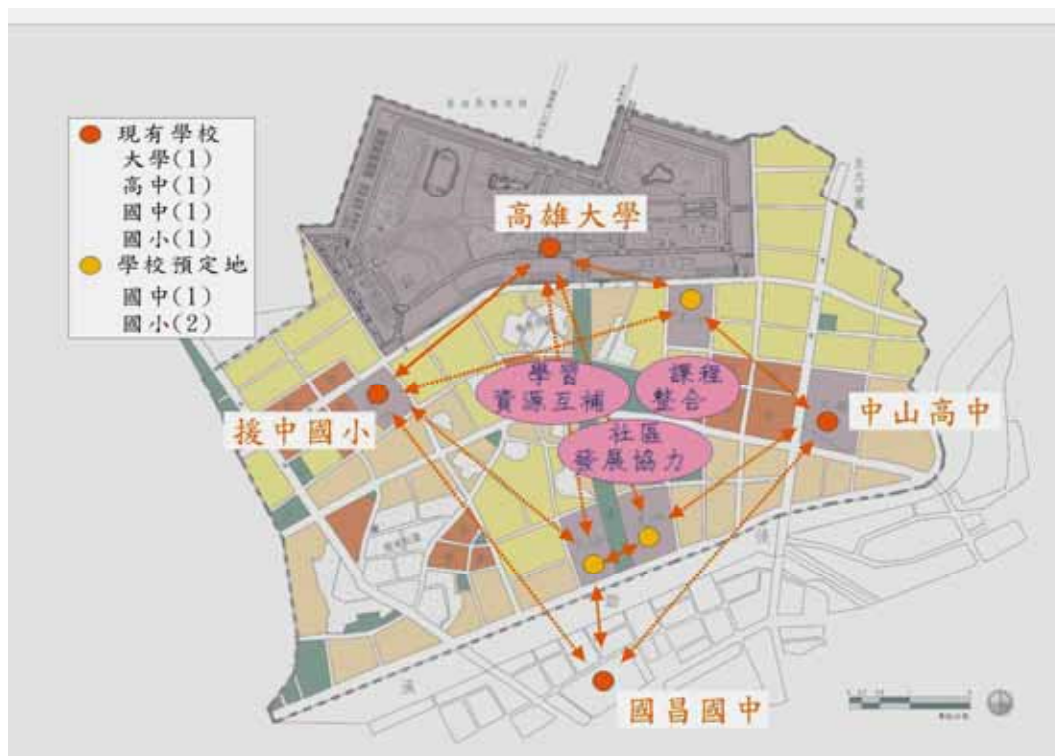 現有學校
大學(1)
高中(1)
國中(1)
國小(1)
學校預定地
國中(1)
國小(2)
高雄大學
學習
資源互補
課程
整合
社區
發展協力
援中國小
中山高中
國昌國中